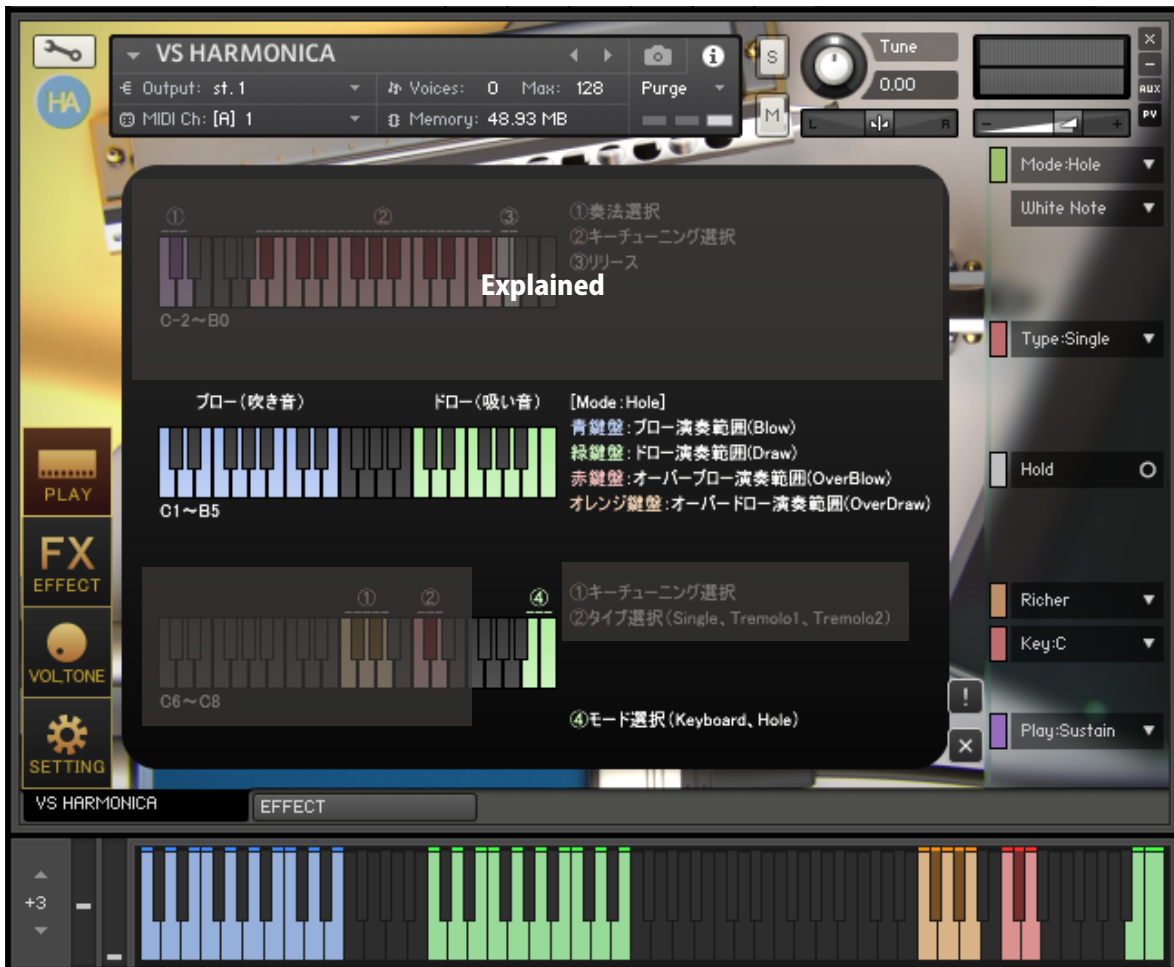 VS HARMONICA
Output: st.1
Voices: 0 Max: 128
Purge
MIDI Ch: [A] 1
Memory: 48.93 MB
HA
S
M
Tune
0.00
L
R
AUX
PV
Mode:Hole
White Note
Type:Single
Hold
Richer
Key:C
Play:Sustain
① ② ③
①奏法選択
②キーチューニング選択
③リリース
Explained
C-2~B0
ブロー(吹き音)
ドロー(吸い音)
[Mode:Hole]
青鍵盤:ブロー演奏範囲(Blow)
緑鍵盤:ドロー演奏範囲(Draw)
赤鍵盤:オーバーブロー演奏範囲(OverBlow)
オレンジ鍵盤:オーバードロー演奏範囲(OverDraw)
C1~B5
① ② ④
①キーチューニング選択
②タイプ選択(Single、Tremolo1、Tremolo2)
C6~C8
④モード選択(Keyboard、Hole)
PLAY
FX
EFFECT
VOL,TONE
SETTING
VS HARMONICA
EFFECT
+3